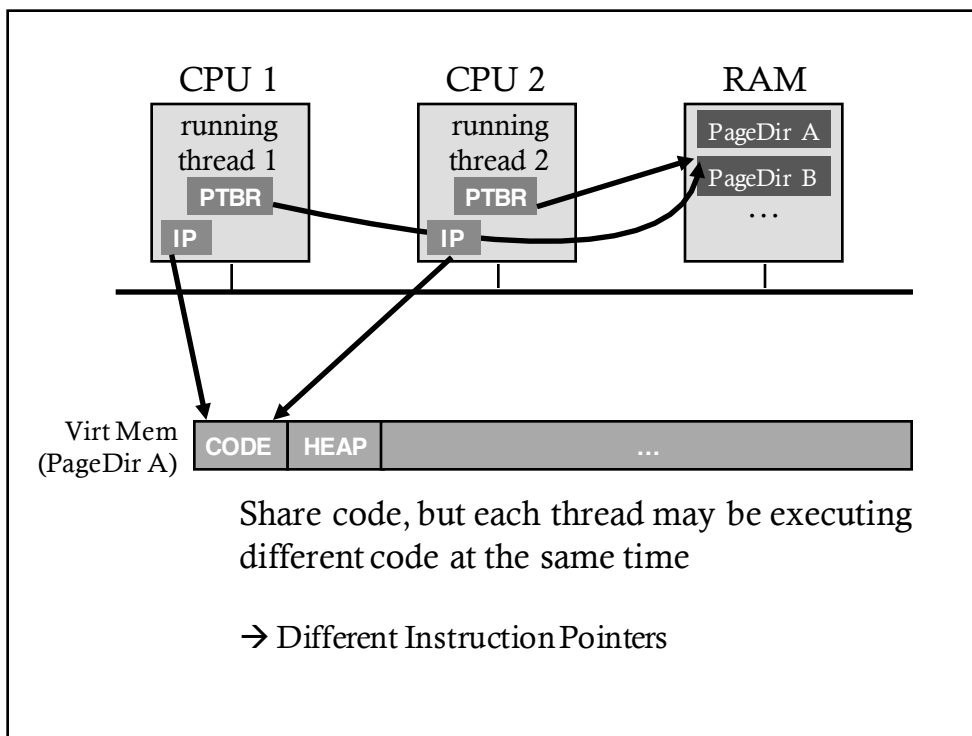 CPU 1
CPU 2
RAM
running
thread 1
PTBR
IP
running
thread 2
PTBR
IP
PageDir A
PageDir B
...
Virt Mem
(PageDir A)
CODE
HEAP
...
Share code, but each thread may be executing
different code at the same time
→ Different Instruction Pointers